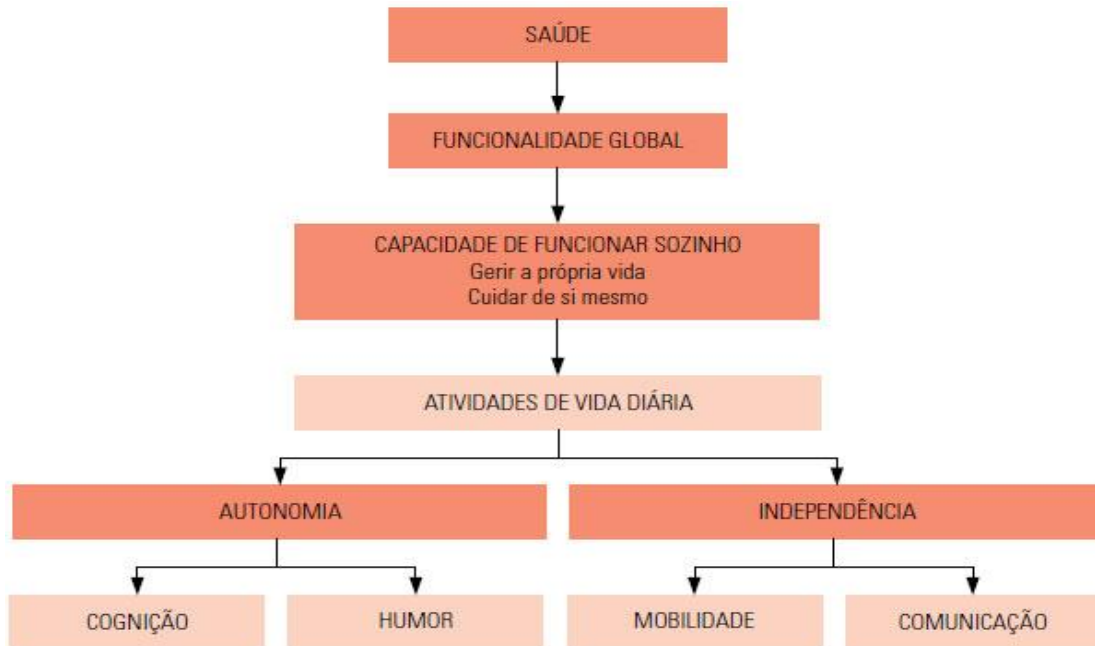 SAÚDE
FUNCIONALIDADE GLOBAL
CAPACIDADE DE FUNCIONAR SOZINHO
Gerir a própria vida
Cuidar de si mesmo
ATIVIDADES DE VIDA DIÁRIA
AUTONOMIA
INDEPENDÊNCIA
COGNIÇÃO
HUMOR
MOBILIDADE
COMUNICAÇÃO